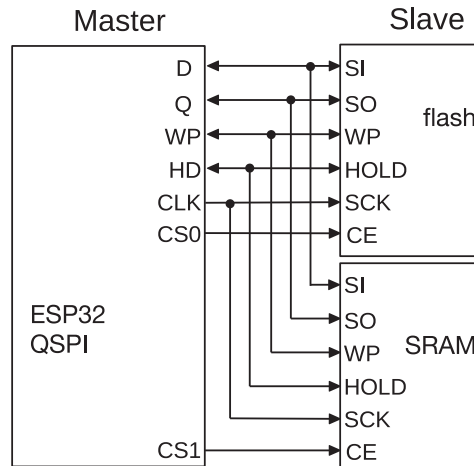 Master
Slave
D
Q
WP
HD
CLK
CS0
ESP32
QSPI
CS1
SI
SO
WP
HOLD
SCK
CE
flash
SI
SO
WP
HOLD
SCK
CE
SRAM